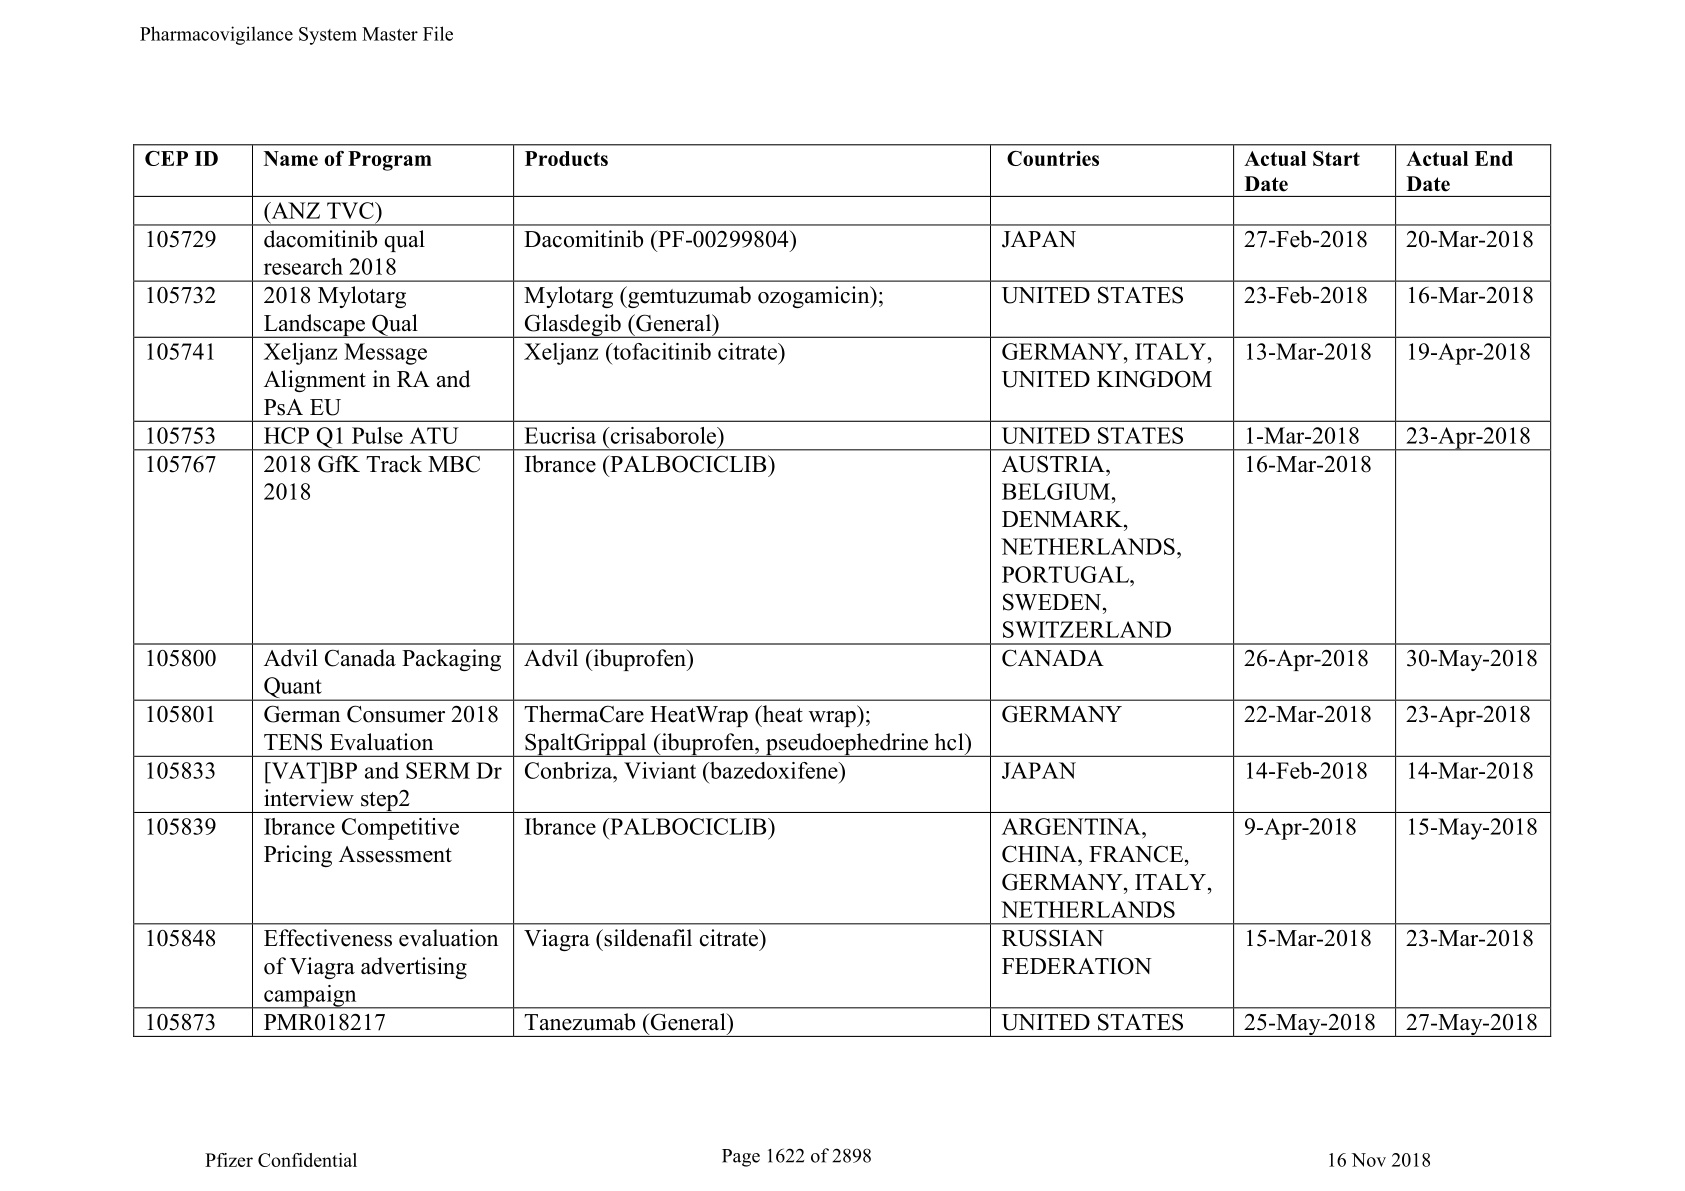 Pharmacovigilance System Master File
CEP ID Name of Program Products Countries Actual Start Actual End
Date Date
(ANZ TVC)
105729 dacomitinib qual Dacomitinib (PF-00299804) JAPAN 27-Feb-2018 20-Mar-2018
research 2018
105732 2018 Mylotarg Mylotarg (gemtuzumab ozogamicin); UNITED STATES 23-Feb-2018 16-Mar-2018
Landscape Qual Glasdegib (General)
105741 Xeljanz Message Xeljanz (tofacitinib citrate) GERMANY, ITALY, 13-Mar-2018 19-Apr-2018
Alignment in RA and UNITED KINGDOM
PsA EU
105753 HCP Q1 Pulse ATU Eucrisa (crisaborole) UNITED STATES 1-Mar-2018 23-Apr-2018
105767 2018 GfK Track MBC Ibrance (PALBOCICLIB) AUSTRIA, 16-Mar-2018
2018 BELGIUM,
DENMARK,
NETHERLANDS,
PORTUGAL,
SWEDEN,
SWITZERLAND
105800 Advil Canada Packaging Advil (ibuprofen) CANADA 26-Apr-2018 30-May-2018
Quant
105801 German Consumer 2018 ThermaCare HeatWrap (heat wrap); GERMANY 22-Mar-2018 23-Apr-2018
TENS Evaluation SpaltGrippal (ibuprofen, pseudoephedrine hcl)
105833 [VAT]BP and SERM Dr Conbriza, Viviant (bazedoxifene) JAPAN 14-Feb-2018 14-Mar-2018
interview step2
105839 Ibrance Competitive Ibrance (PALBOCICLIB) ARGENTINA, 9-Apr-2018 15-May-2018
Pricing Assessment CHINA, FRANCE,
GERMANY, ITALY,
NETHERLANDS
105848 Effectiveness evaluation Viagra (sildenafil citrate) RUSSIAN 15-Mar-2018 23-Mar-2018
of Viagra advertising FEDERATION
campaign
105873 PMR018217 Tanezumab (General) UNITED STATES 25-May-2018 27-May-2018
Pfizer Confidential Page 1622 of 2898 16 Nov 2018